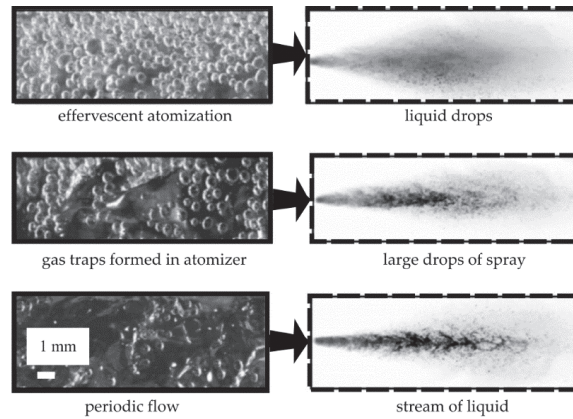 effervescent atomization
liquid drops
gas traps formed in atomizer
large drops of spray
1 mm
periodic flow
stream of liquid